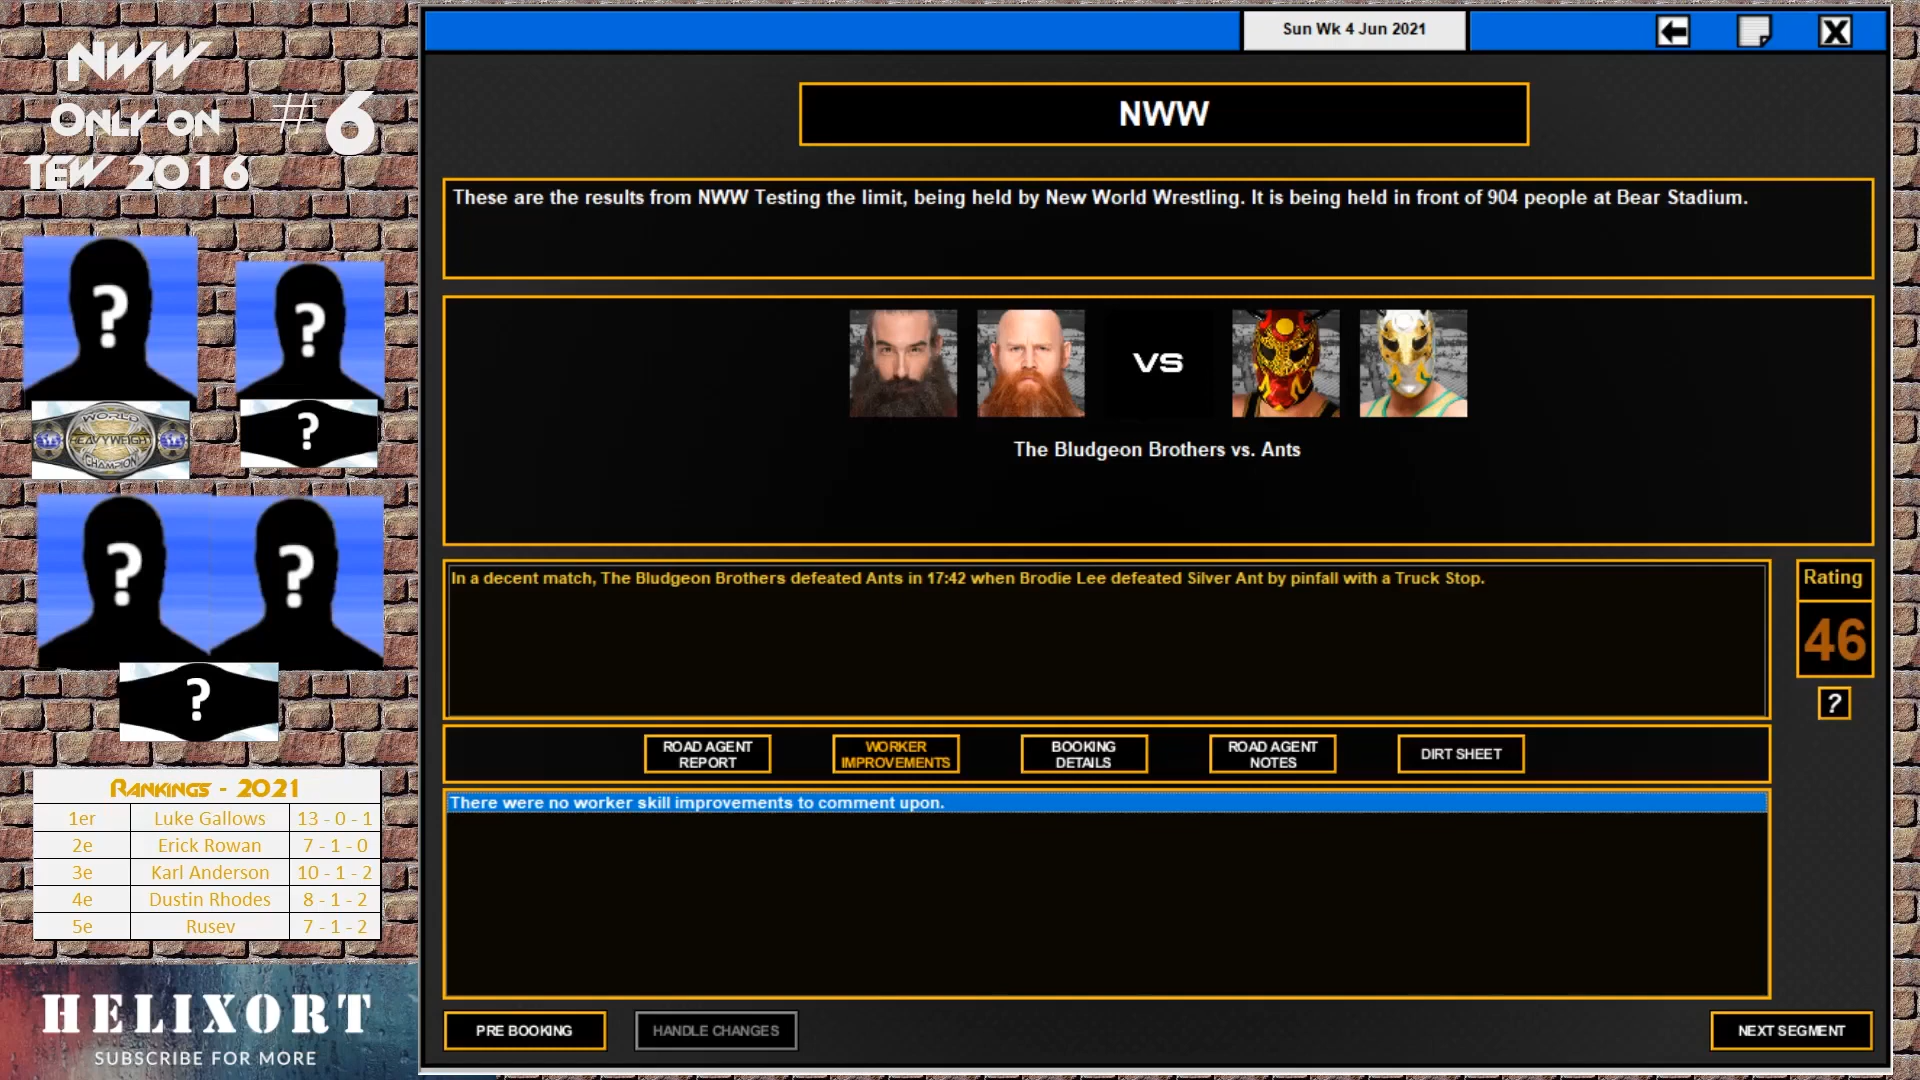 NWW
ONLY ON
TEW 2016
#6
?
?
WORLD
HEAVYWEIGHT
CHAMPION
?
?
?
?
Rankings - 2021
1er Luke Gallows 13 - 0 - 1
2e Erick Rowan 7 - 1 - 0
3e Karl Anderson 10 - 1 - 2
4e Dustin Rhodes 8 - 1 - 2
5e Rusev 7 - 1 - 2
HELIXORT
SUBSCRIBE FOR MORE
Sun Wk 4 Jun 2021
X
NWW
These are the results from NWW Testing the limit, being held by New World Wrestling. It is being held in front of 904 people at Bear Stadium.
VS
The Bludgeon Brothers vs. Ants
In a decent match, The Bludgeon Brothers defeated Ants in 17:42 when Brodie Lee defeated Silver Ant by pinfall with a Truck Stop.
Rating
46
?
ROAD AGENT
REPORT
WORKER
IMPROVEMENTS
BOOKING
DETAILS
ROAD AGENT
NOTES
DIRT SHEET
There were no worker skill improvements to comment upon.
PRE BOOKING
HANDLE CHANGES
NEXT SEGMENT